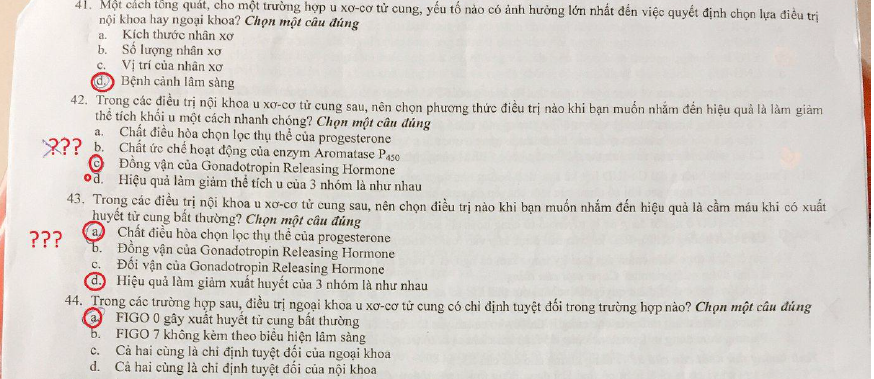 41. Một cách tổng quát, cho một trường hợp u xơ-cơ tử cung, yếu tố nào có ảnh hưởng lớn nhất đến việc quyết định chọn lựa điều trị
nội khoa hay ngoại khoa? Chọn một câu đúng
a. Kích thước nhân xơ
b. Số lượng nhân xơ
c. Vị trí của nhân xơ
d. Bệnh cảnh lâm sàng
42. Trong các điều trị nội khoa u xơ-cơ tử cung sau, nên chọn phương thức điều trị nào khi bạn muốn nhắm đến hiệu quả là làm giảm
thể tích khối u một cách nhanh chóng? Chọn một câu đúng
a. Chất điều hòa chọn lọc thụ thể của progesterone
??? b. Chất ức chế hoạt động của enzym Aromatase P450
c. Đồng vận của Gonadotropin Releasing Hormone
d. Hiệu quả làm giảm thể tích u của 3 nhóm là như nhau
43. Trong các điều trị nội khoa u xơ-cơ tử cung sau, nên chọn điều trị nào khi bạn muốn nhắm đến hiệu quả là cầm máu khi có xuất
huyết tử cung bất thường? Chọn một câu đúng
??? a. Chất điều hòa chọn lọc thụ thể của progesterone
b. Đồng vận của Gonadotropin Releasing Hormone
c. Đối vận của Gonadotropin Releasing Hormone
d. Hiệu quả làm giảm xuất huyết của 3 nhóm là như nhau
44. Trong các trường hợp sau, điều trị ngoại khoa u xơ-cơ tử cung có chỉ định tuyệt đối trong trường hợp nào? Chọn một câu đúng
a. FIGO 0 gây xuất huyết tử cung bất thường
b. FIGO 7 không kèm theo biểu hiện lâm sàng
c. Cả hai cùng là chỉ định tuyệt đối của ngoại khoa
d. Cả hai cùng là chỉ định tuyệt đối của nội khoa